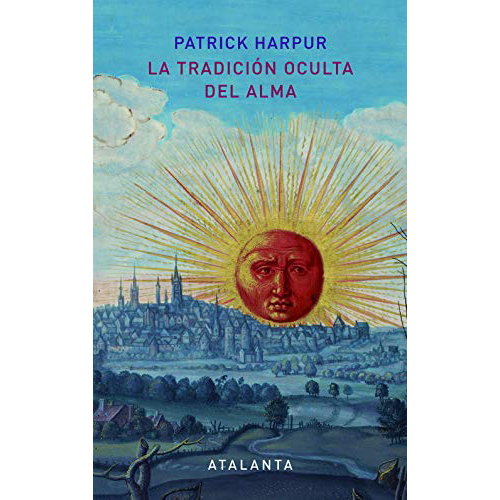 PATRICK HARPUR
LA TRADICIÓN OCULTA
DEL ALMA
ATALANTA